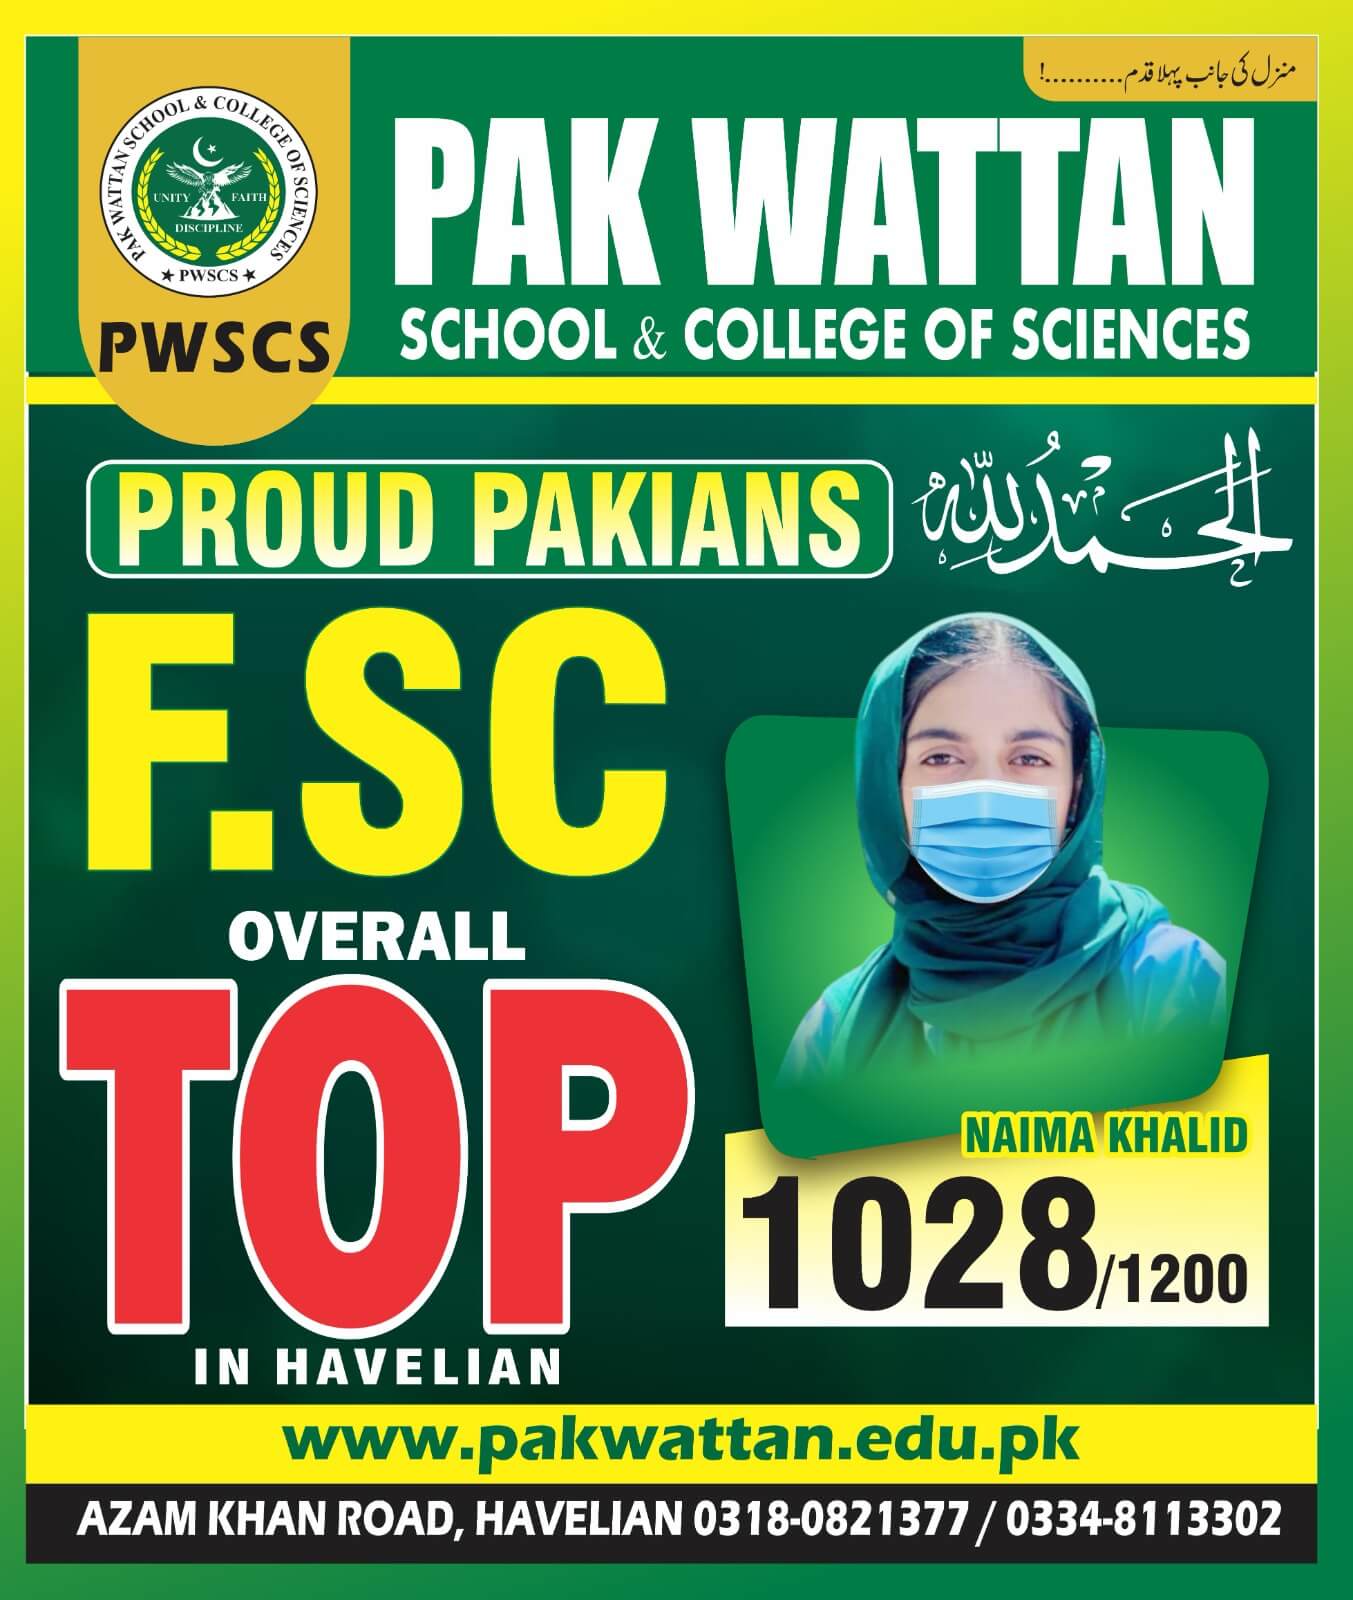 منزل کی جانب پہلا قدم..........!
PAK WATTAN SCHOOL & COLLEGE OF SCIENCES
UNITY FAITH
DISCIPLINE
★ PWSCS ★
PWSCS
PAK WATTAN
SCHOOL & COLLEGE OF SCIENCES
PROUD PAKIANS
الحمدُ للّٰه
F.SC
OVERALL
TOP
IN HAVELIAN
NAIMA KHALID
1028/1200
www.pakwattan.edu.pk
AZAM KHAN ROAD, HAVELIAN 0318-0821377 / 0334-8113302